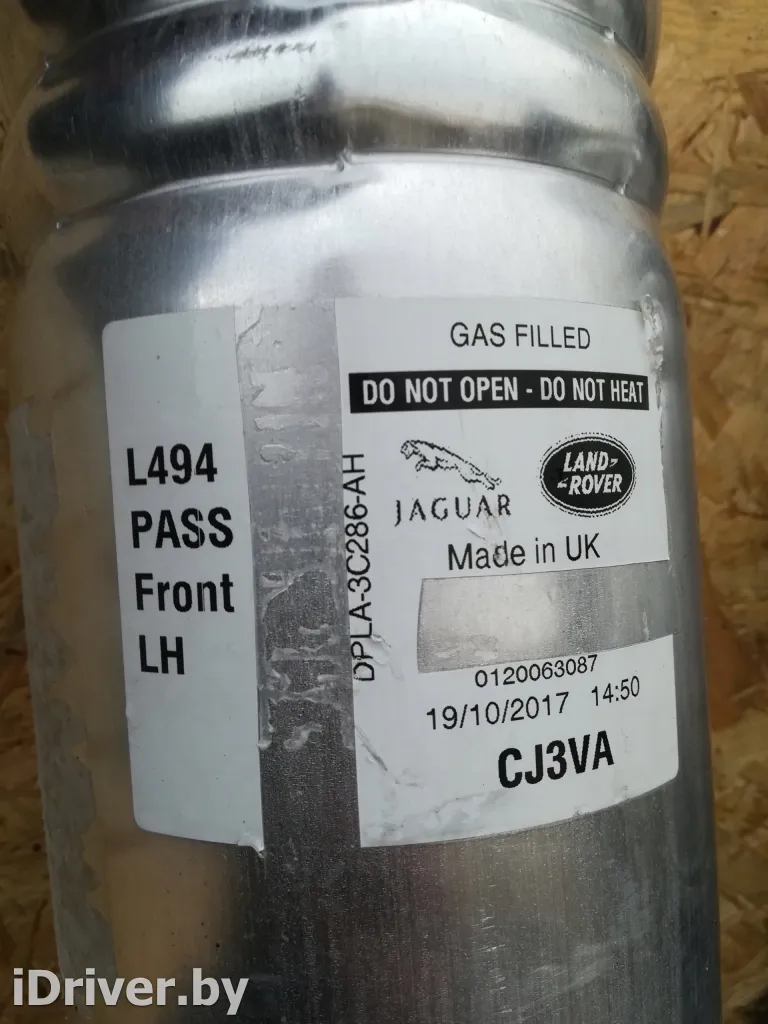 GAS FILLED
DO NOT OPEN - DO NOT HEAT
L494
PASS
Front
LH
DPLA-3C286-AH
JAGUAR
LAND-
-ROVER
Made in UK
0120063087
19/10/2017 14:50
CJ3VA
iDriver.by